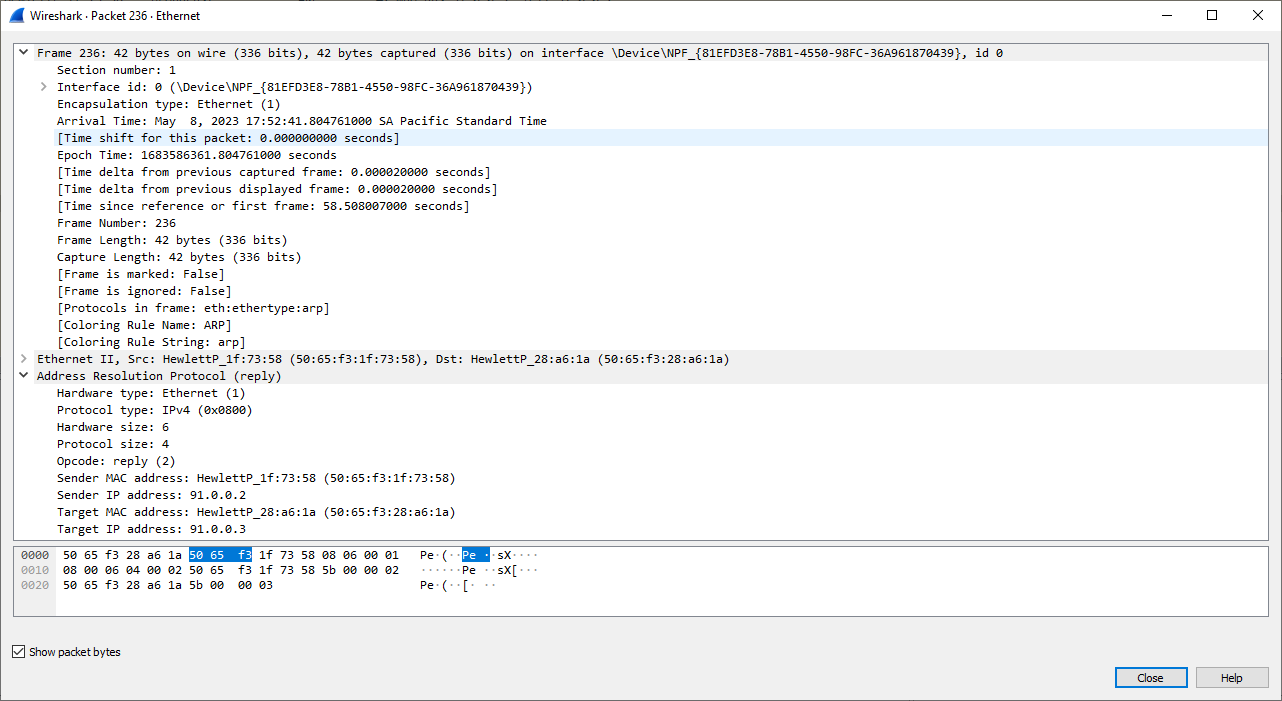 Wireshark · Packet 236 · Ethernet
Frame 236: 42 bytes on wire (336 bits), 42 bytes captured (336 bits) on interface \Device\NPF_{81EFD3E8-78B1-4550-98FC-36A961870439}, id 0
Section number: 1
Interface id: 0 (\Device\NPF_{81EFD3E8-78B1-4550-98FC-36A961870439})
Encapsulation type: Ethernet (1)
Arrival Time: May  8, 2023 17:52:41.804761000 SA Pacific Standard Time
[Time shift for this packet: 0.000000000 seconds]
Epoch Time: 1683586361.804761000 seconds
[Time delta from previous captured frame: 0.000020000 seconds]
[Time delta from previous displayed frame: 0.000020000 seconds]
[Time since reference or first frame: 58.508007000 seconds]
Frame Number: 236
Frame Length: 42 bytes (336 bits)
Capture Length: 42 bytes (336 bits)
[Frame is marked: False]
[Frame is ignored: False]
[Protocols in frame: eth:ethertype:arp]
[Coloring Rule Name: ARP]
[Coloring Rule String: arp]
Ethernet II, Src: HewlettP_1f:73:58 (50:65:f3:1f:73:58), Dst: HewlettP_28:a6:1a (50:65:f3:28:a6:1a)
Address Resolution Protocol (reply)
Hardware type: Ethernet (1)
Protocol type: IPv4 (0x0800)
Hardware size: 6
Protocol size: 4
Opcode: reply (2)
Sender MAC address: HewlettP_1f:73:58 (50:65:f3:1f:73:58)
Sender IP address: 91.0.0.2
Target MAC address: HewlettP_28:a6:1a (50:65:f3:28:a6:1a)
Target IP address: 91.0.0.3
0000 50 65 f3 28 a6 1a 50 65  f3 1f 73 58 08 06 00 01 Pe·(··Pe ·sX····
0010 08 00 06 04 00 02 50 65  f3 1f 73 58 5b 00 00 02 ······Pe ··sX[···
0020 50 65 f3 28 a6 1a 5b 00  00 03 Pe·(··[· ··
Show packet bytes
Close Help